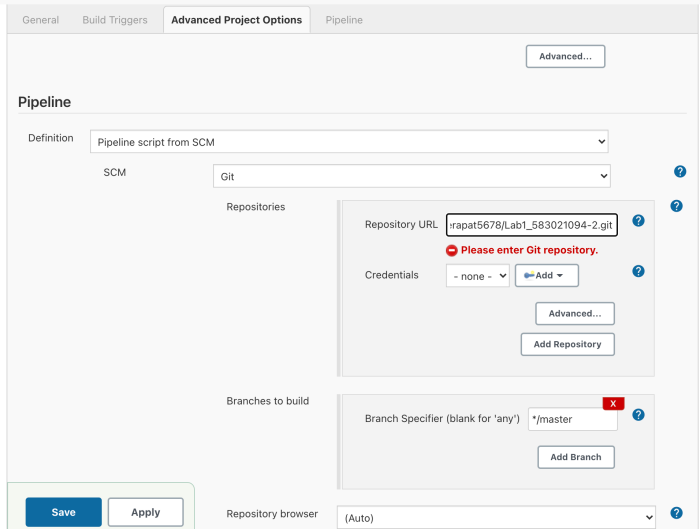 General Build Triggers Advanced Project Options Pipeline
Advanced...
Pipeline
Definition Pipeline script from SCM
SCM Git
Repositories
Repository URL erapat5678/Lab1_583021094-2.git
Please enter Git repository.
Credentials - none - Add
Advanced...
Add Repository
Branches to build
X
Branch Specifier (blank for 'any') */master
Add Branch
Save Apply
Repository browser (Auto)